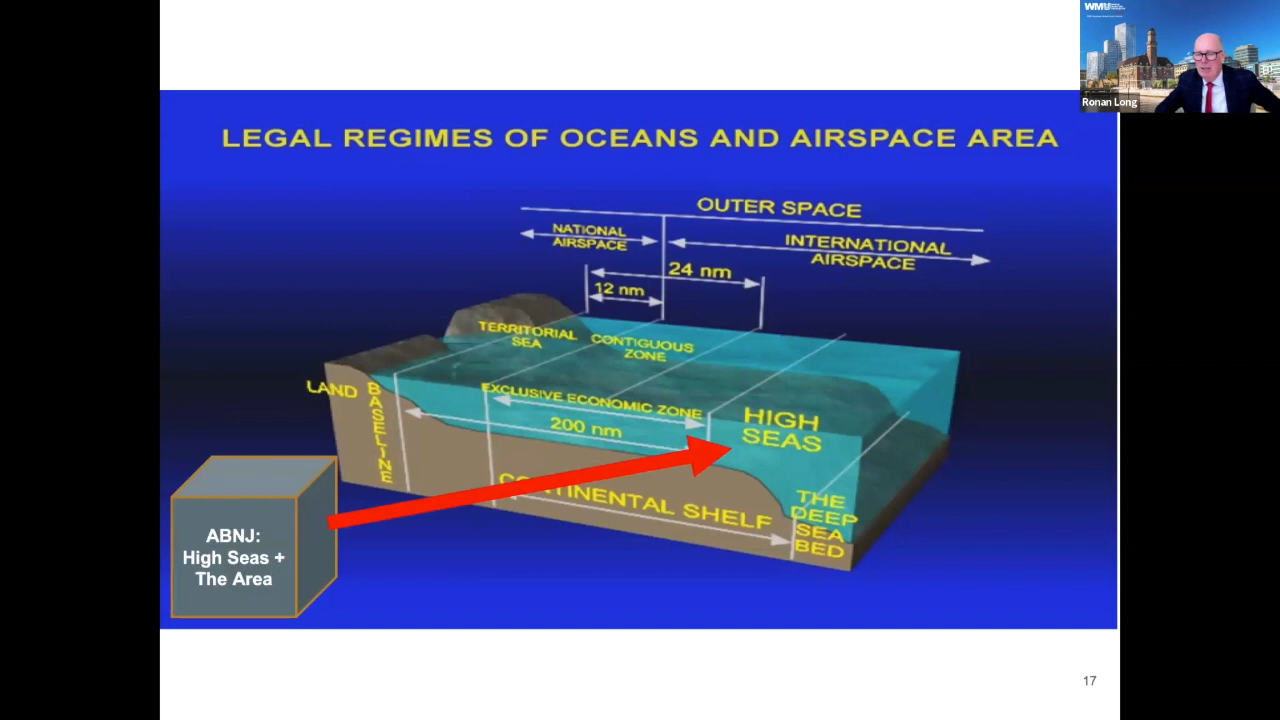 WMU
Ronan Long
LEGAL REGIMES OF OCEANS AND AIRSPACE AREA
OUTER SPACE
NATIONAL
AIRSPACE
INTERNATIONAL
AIRSPACE
24 nm
12 nm
TERRITORIAL
SEA
CONTIGUOUS
ZONE
LAND
BASELINE
EXCLUSIVE ECONOMIC ZONE
200 nm
HIGH
SEAS
CONTINENTAL SHELF
THE
DEEP
SEA
BED
ABNJ:
High Seas +
The Area
17